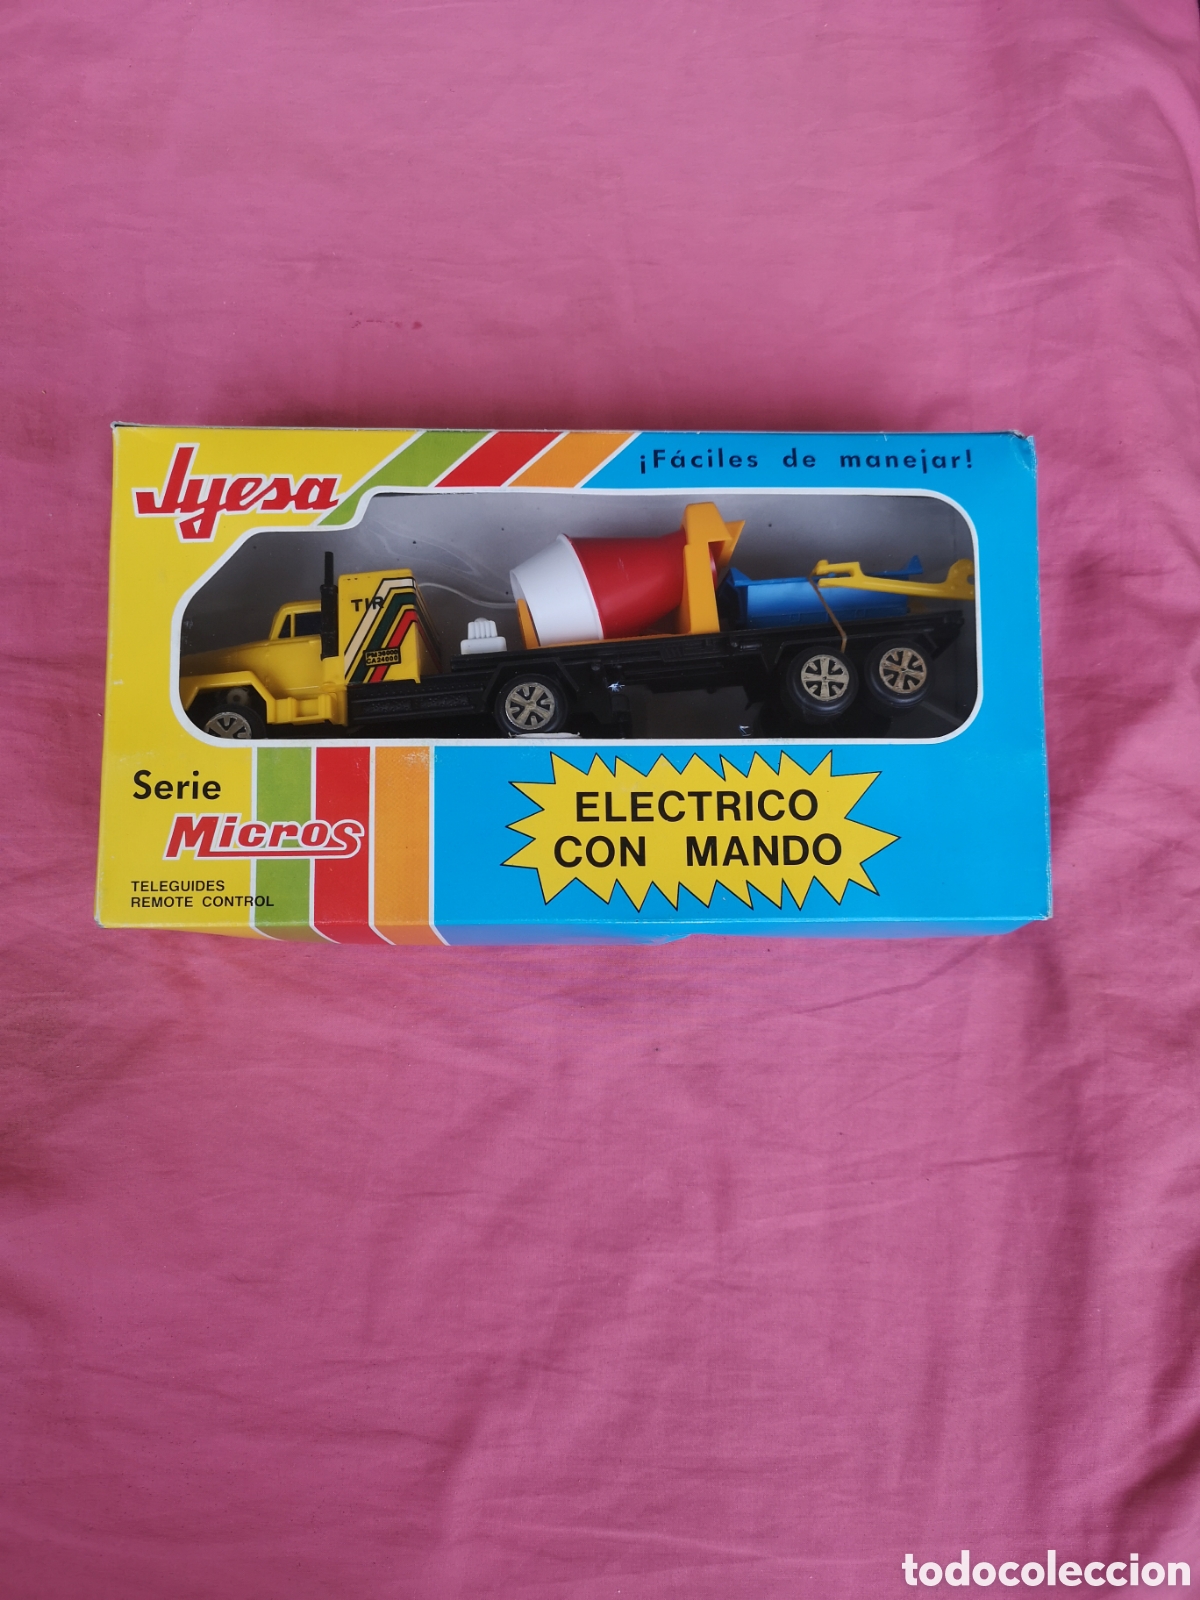 Jyesa
¡Fáciles de manejar!
TIR
Serie
Micros
TELEGUIDES
REMOTE CONTROL
ELECTRICO
CON MANDO
todocoleccion